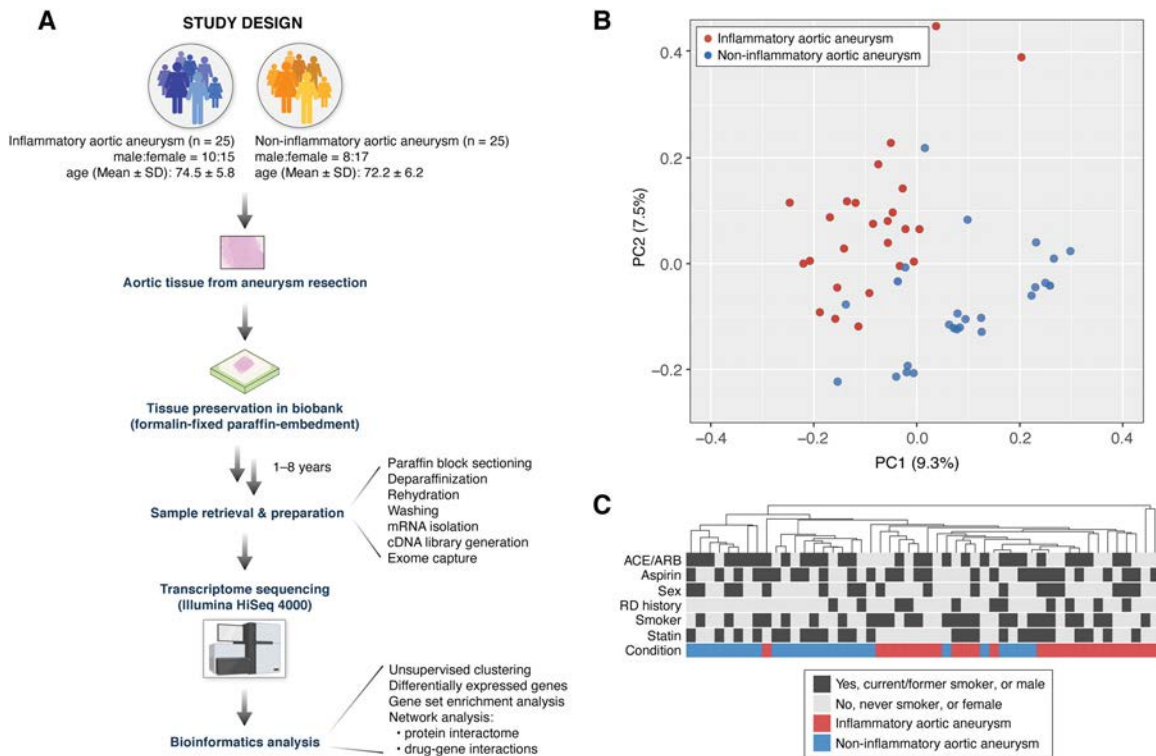 A
STUDY DESIGN
Inflammatory aortic aneurysm (n = 25)
male:female = 10:15
age (Mean ± SD): 74.5 ± 5.8
Non-inflammatory aortic aneurysm (n = 25)
male:female = 8:17
age (Mean ± SD): 72.2 ± 6.2
Aortic tissue from aneurysm resection
Tissue preservation in biobank
(formalin-fixed paraffin-embedment)
1–8 years
Sample retrieval & preparation
Paraffin block sectioning
Deparaffinization
Rehydration
Washing
mRNA isolation
cDNA library generation
Exome capture
Transcriptome sequencing
(Illumina HiSeq 4000)
Bioinformatics analysis
Unsupervised clustering
Differentially expressed genes
Gene set enrichment analysis
Network analysis:
• protein interactome
• drug-gene interactions
B
Inflammatory aortic aneurysm
Non-inflammatory aortic aneurysm
PC2 (7.5%)
0.4
0.2
0.0
−0.2
−0.4
−0.2
0.0
0.2
0.4
PC1 (9.3%)
C
ACE/ARB
Aspirin
Sex
RD history
Smoker
Statin
Condition
Yes, current/former smoker, or male
No, never smoker, or female
Inflammatory aortic aneurysm
Non-inflammatory aortic aneurysm